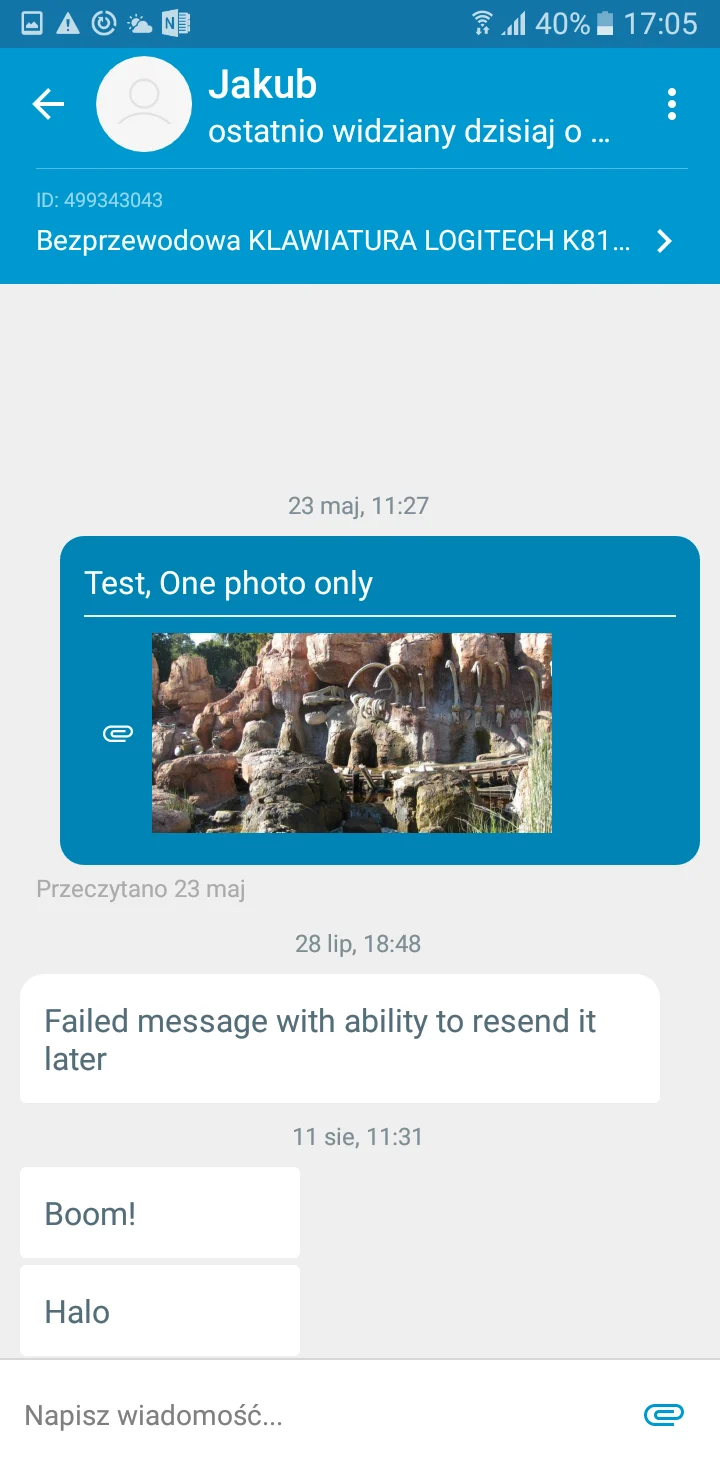 40% 17:05
Jakub
ostatnio widziany dzisiaj o ...
ID: 499343043
Bezprzewodowa KLAWIATURA LOGITECH K81...
23 maj, 11:27
Test, One photo only
Przeczytano 23 maj
28 lip, 18:48
Failed message with ability to resend it
later
11 sie, 11:31
Boom!
Halo
Napisz wiadomość...